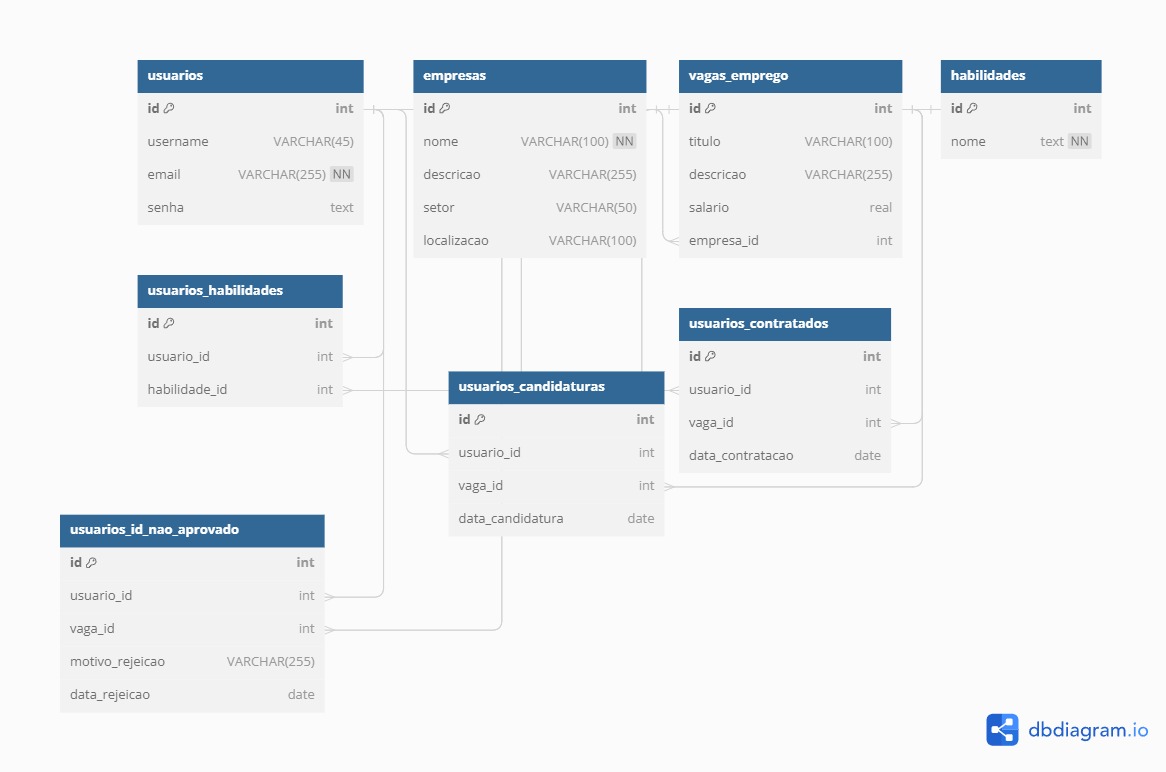 usuarios
id int
username VARCHAR(45)
email VARCHAR(255) NN
senha text
empresas
id int
nome VARCHAR(100) NN
descricao VARCHAR(255)
setor VARCHAR(50)
localizacao VARCHAR(100)
vagas_emprego
id int
titulo VARCHAR(100)
descricao VARCHAR(255)
salario real
empresa_id int
habilidades
id int
nome text NN
usuarios_habilidades
id int
usuario_id int
habilidade_id int
usuarios_contratados
id int
usuario_id int
vaga_id int
data_contratacao date
usuarios_candidaturas
id int
usuario_id int
vaga_id int
data_candidatura date
usuarios_id_nao_aprovado
id int
usuario_id int
vaga_id int
motivo_rejeicao VARCHAR(255)
data_rejeicao date
dbdiagram.io